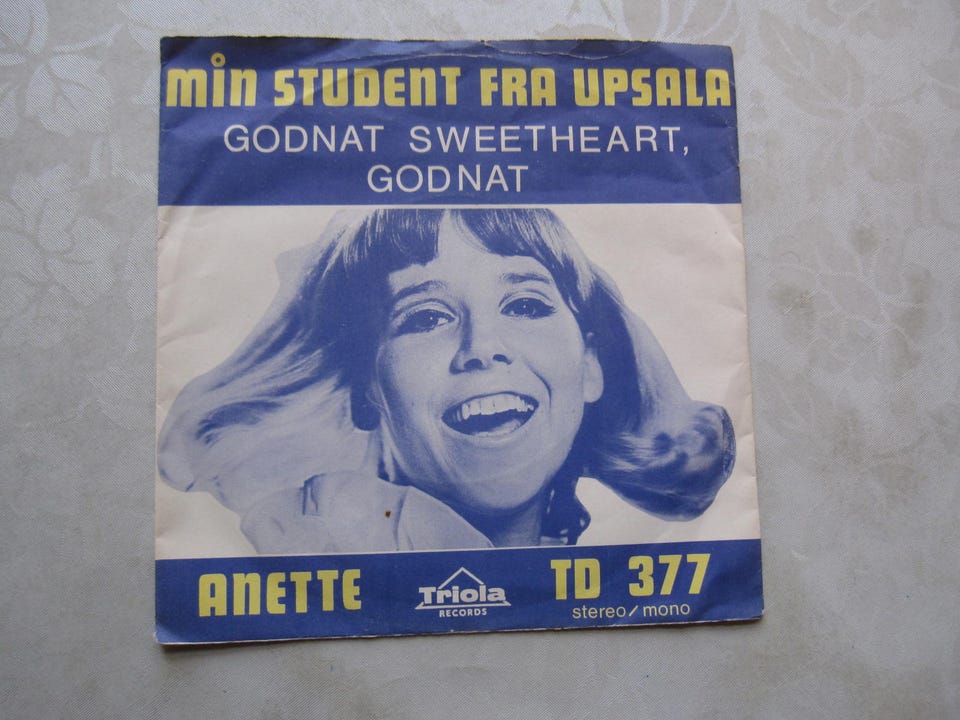 min STUDENT FRA UPSALA
GODNAT SWEETHEART,
GODNAT
ANETTE
Triola
RECORDS
TD 377
stereo/mono